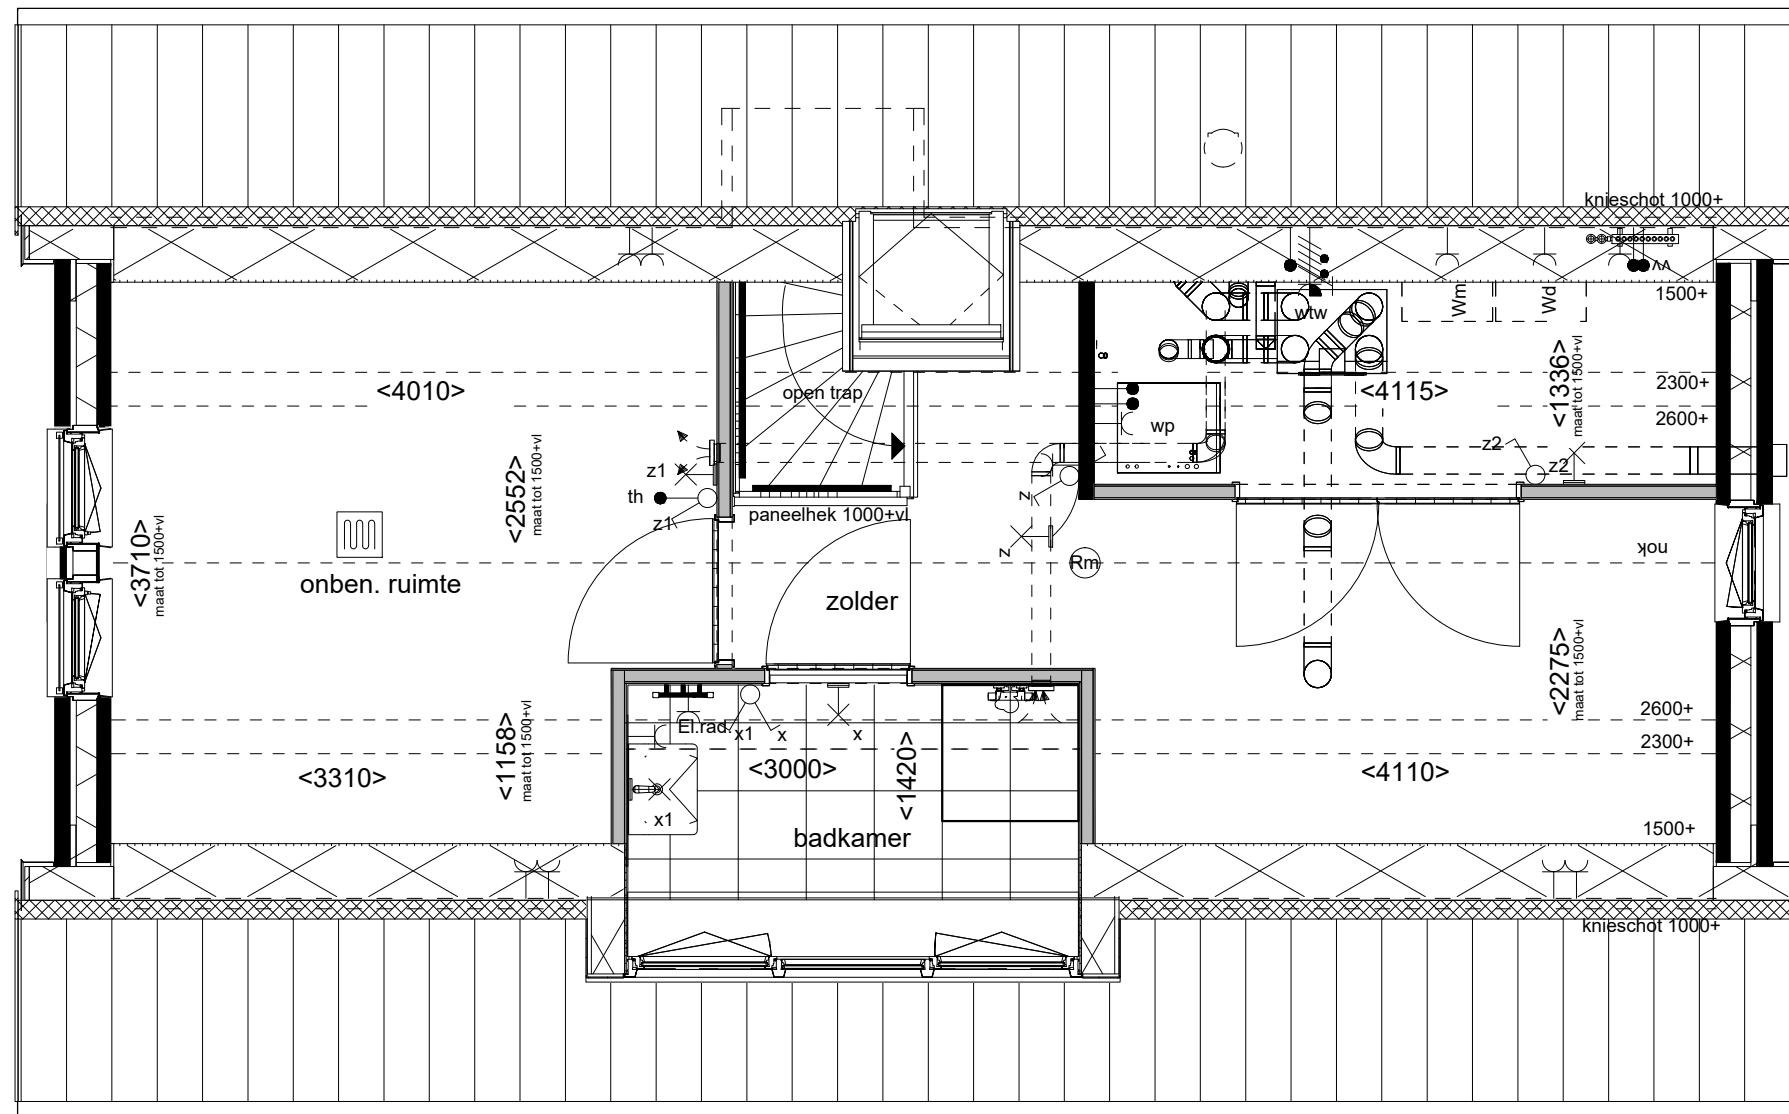 knieschot 1000+
Wm
Wd
vv
1500+
wtw
<4010>
open trap
<4115>
<1336>
maat tot 1500+vl
2300+
2600+
wp
z1
th
z1
z2
z2
<2552>
maat tot 1500+vl
paneelhek 1000+vl
z
z
Rm
nok
<3710>
maat tot 1500+vl
onben. ruimte
zolder
<2275>
maat tot 1500+vl
2600+
2300+
El.rad.
x1
x
x
<1158>
maat tot 1500+vl
<3310>
<3000>
<1420>
<4110>
x1
badkamer
1500+
knieschot 1000+